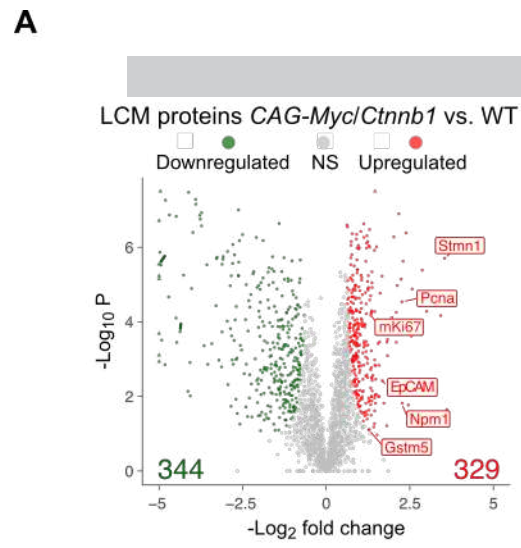 A
LCM proteins CAG-Myc/Ctnnb1 vs. WT
Downregulated NS Upregulated
-Log10 P
6
4
2
0
Stmn1
Pcna
mKi67
EpCAM
Npm1
Gstm5
344
329
−5 −2.5 0 2.5 5
-Log2 fold change